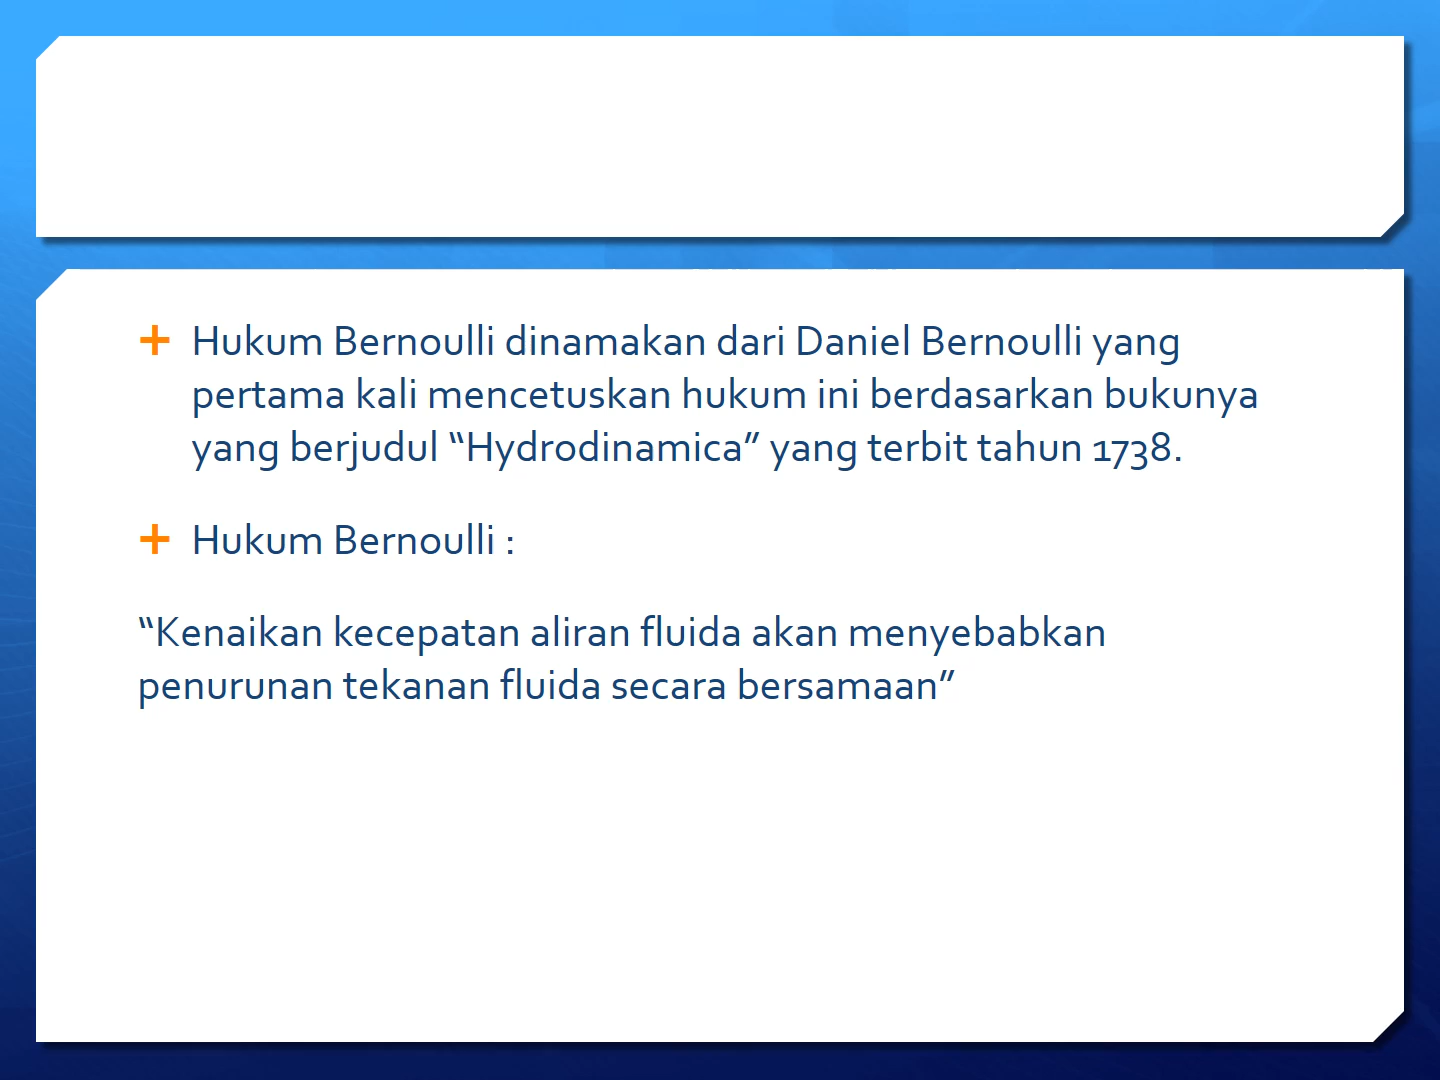 Hukum Bernoulli dinamakan dari Daniel Bernoulli yang
pertama kali mencetuskan hukum ini berdasarkan bukunya
yang berjudul “Hydrodinamica” yang terbit tahun 1738.
Hukum Bernoulli :
“Kenaikan kecepatan aliran fluida akan menyebabkan
penurunan tekanan fluida secara bersamaan”